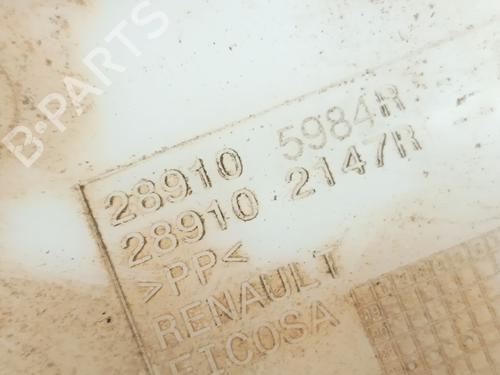 B-PARTS
28910 5984R
28910 2147R
>PP<
RENAULT
FICOSA